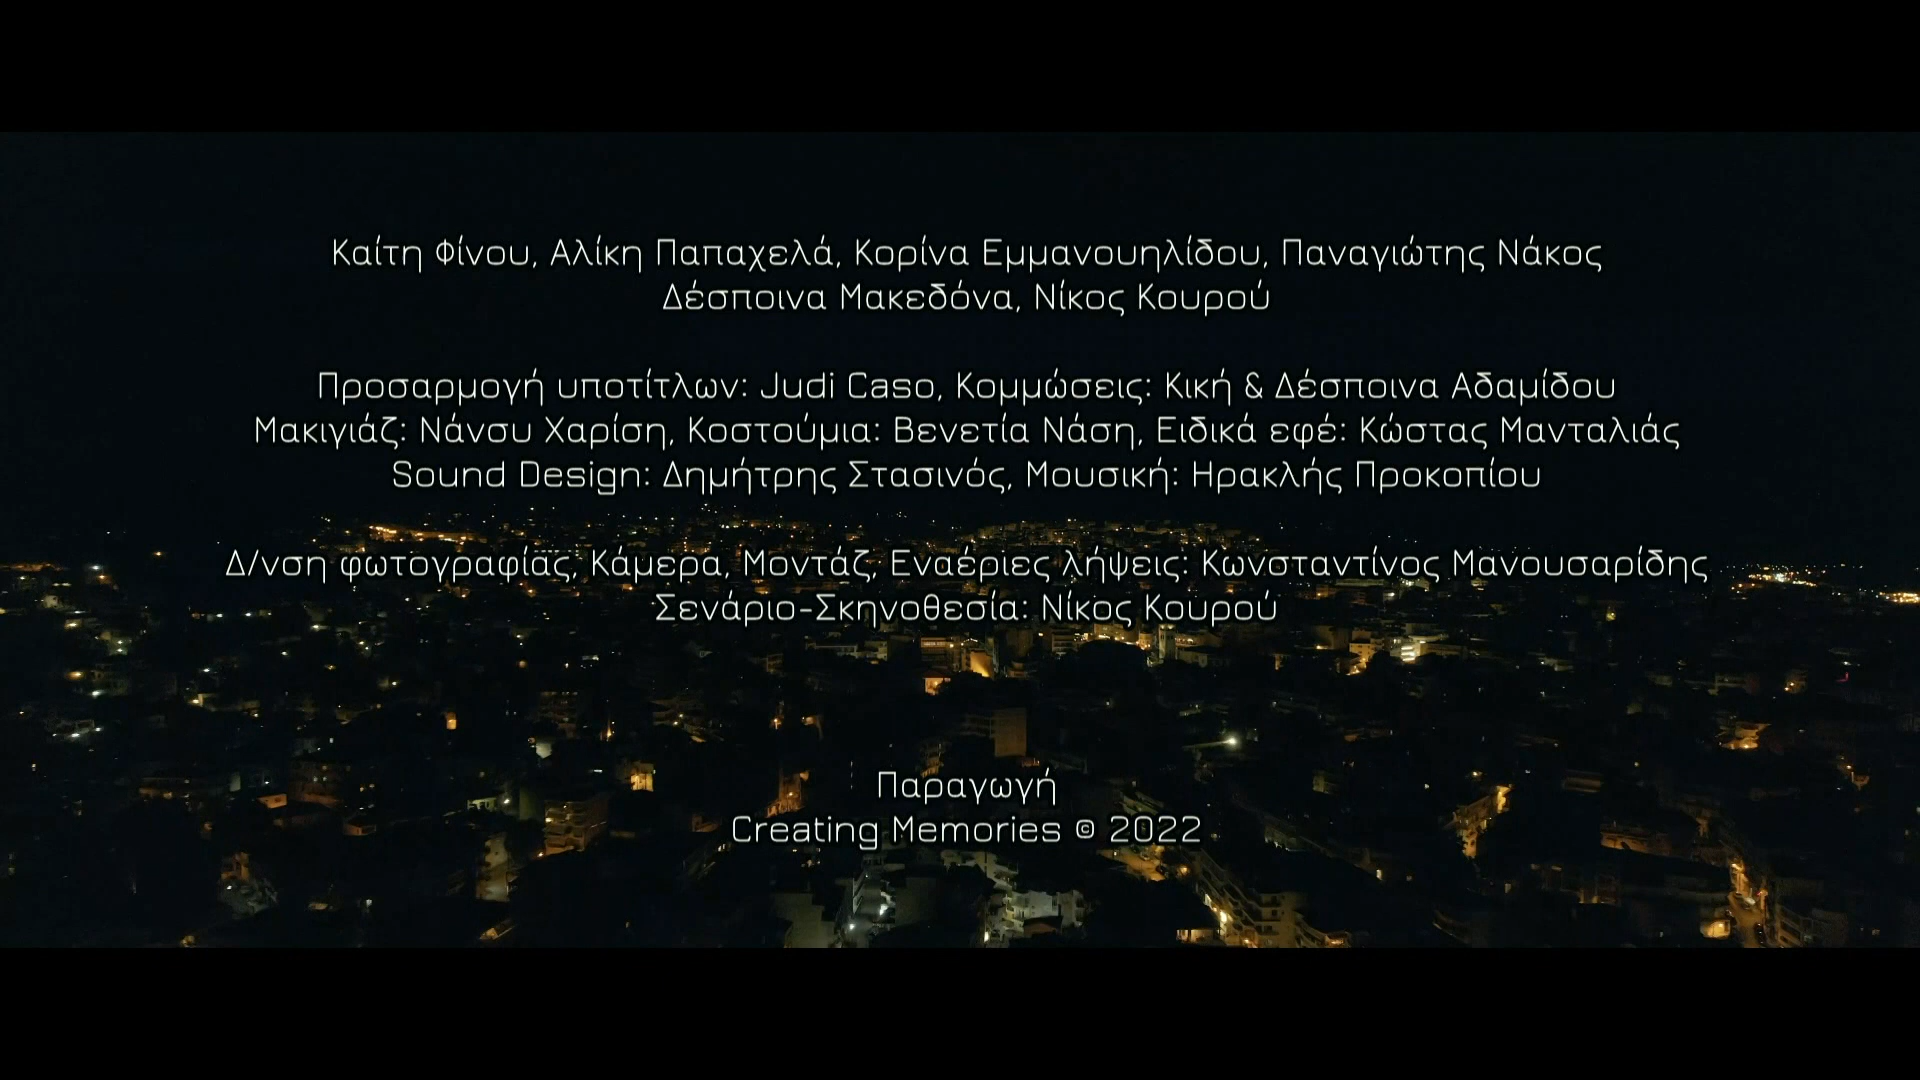 Καίτη Φίνου, Αλίκη Παπαχελά, Κορίνα Εμμανουηλίδου, Παναγιώτης Νάκος
Δέσποινα Μακεδόνα, Νίκος Κουρού
Προσαρμογή υποτίτλων: Judi Caso, Κομμώσεις: Κική & Δέσποινα Αδαμίδου
Μακιγιάζ: Νάνσυ Χαρίση, Κοστούμια: Βενετία Νάση, Ειδικά εφέ: Κώστας Μανταλιάς
Sound Design: Δημήτρης Στασινός, Μουσική: Ηρακλής Προκοπίου
Δ/νση φωτογραφίας, Κάμερα, Μοντάζ, Εναέριες λήψεις: Κωνσταντίνος Μανουσαρίδης
Σενάριο-Σκηνοθεσία: Νίκος Κουρού
Παραγωγή
Creating Memories © 2022